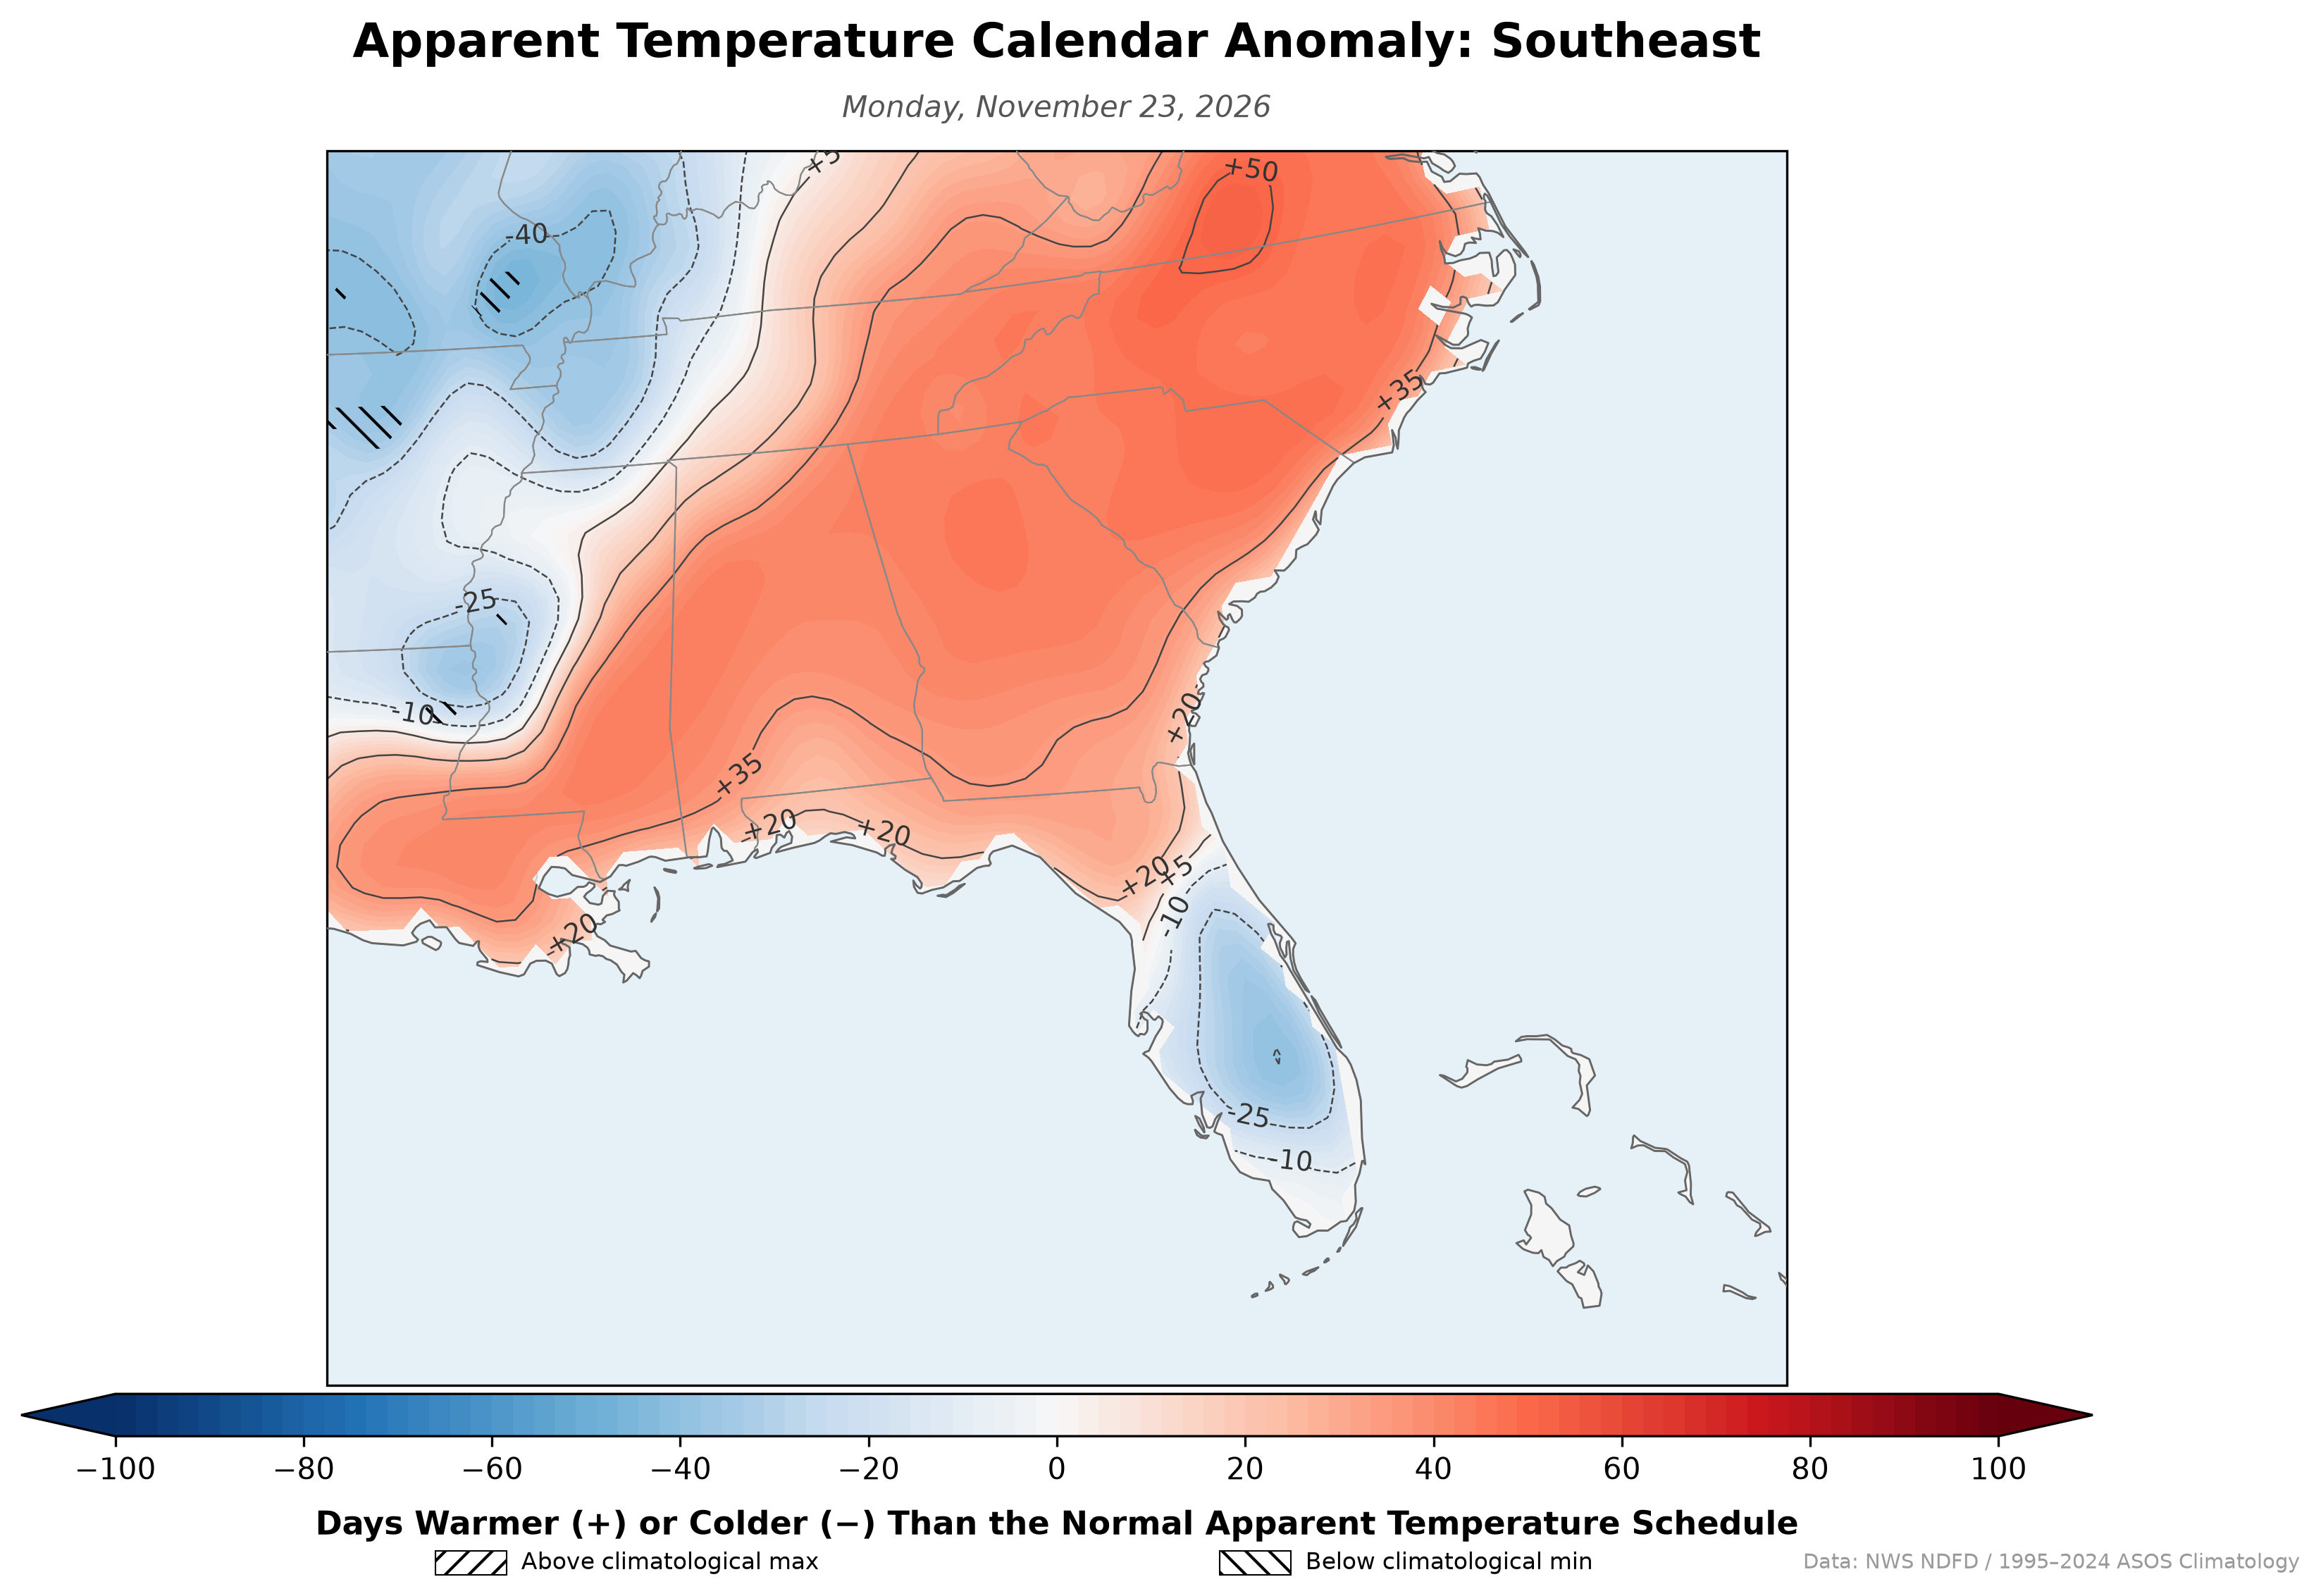 Apparent Temperature Calendar Anomaly: Southeast
Monday, November 23, 2026
+5
+50
-40
+35
-25
-10
+20
+35
+20
+20
+20
+5
-10
+20
-25
-10
−100 −80 −60 −40 −20 0 20 40 60 80 100
Days Warmer (+) or Colder (−) Than the Normal Apparent Temperature Schedule
Above climatological max
Below climatological min
Data: NWS NDFD / 1995–2024 ASOS Climatology